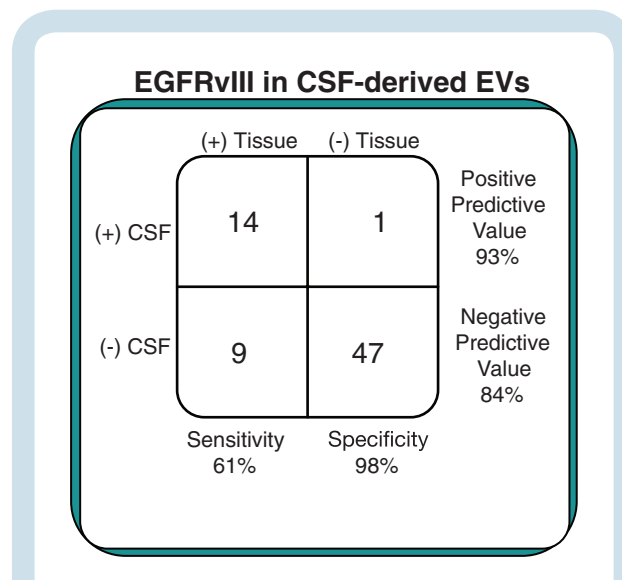 EGFRvIII in CSF-derived EVs
(+) Tissue (-) Tissue
(+) CSF 14 1
Positive
Predictive
Value
93%
(-) CSF 9 47
Negative
Predictive
Value
84%
Sensitivity
61%
Specificity
98%